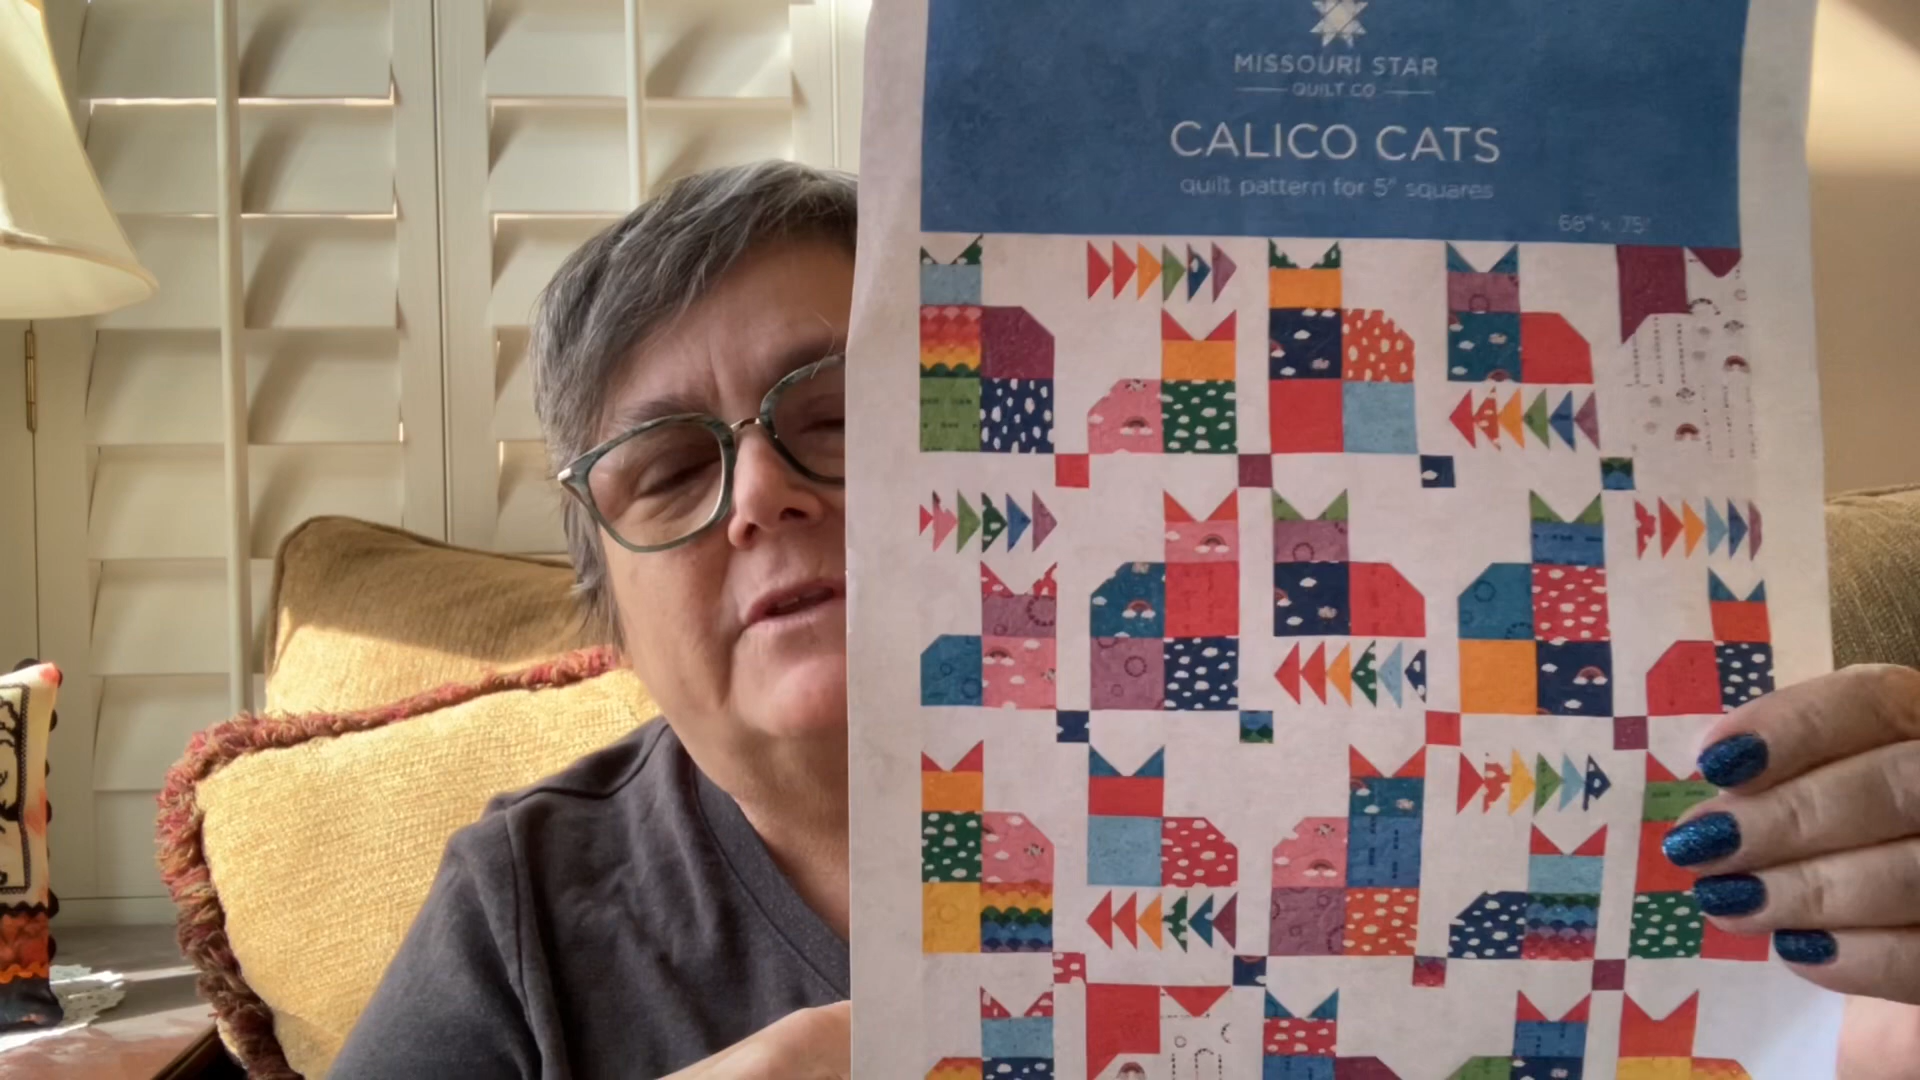 MISSOURI STAR
QUILT CO
CALICO CATS
quilt pattern for 5" squares
68" x 75"